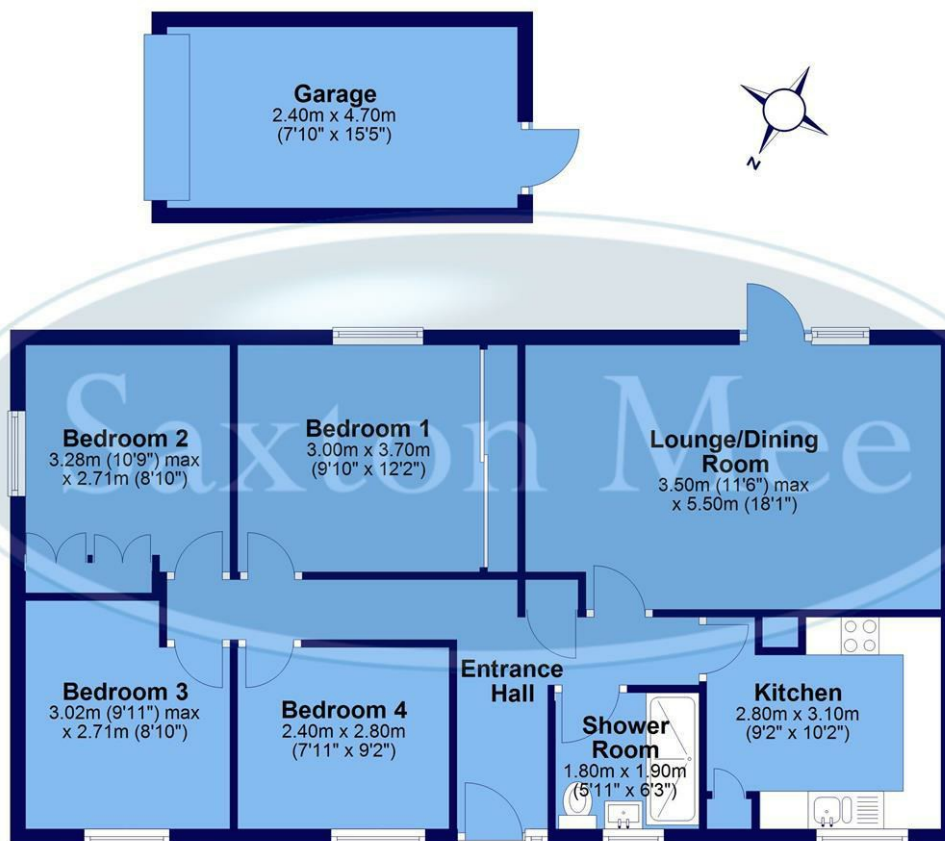 Garage
2.40m x 4.70m
(7'10" x 15'5")
N
Saxton Mee
Bedroom 2
3.28m (10'9") max
x 2.71m (8'10")
Bedroom 1
3.00m x 3.70m
(9'10" x 12'2")
Lounge/Dining
Room
3.50m (11'6") max
x 5.50m (18'1")
Bedroom 3
3.02m (9'11") max
x 2.71m (8'10")
Bedroom 4
2.40m x 2.80m
(7'11" x 9'2")
Entrance
Hall
Shower
Room
1.80m x 1.90m
(5'11" x 6'3")
Kitchen
2.80m x 3.10m
(9'2" x 10'2")